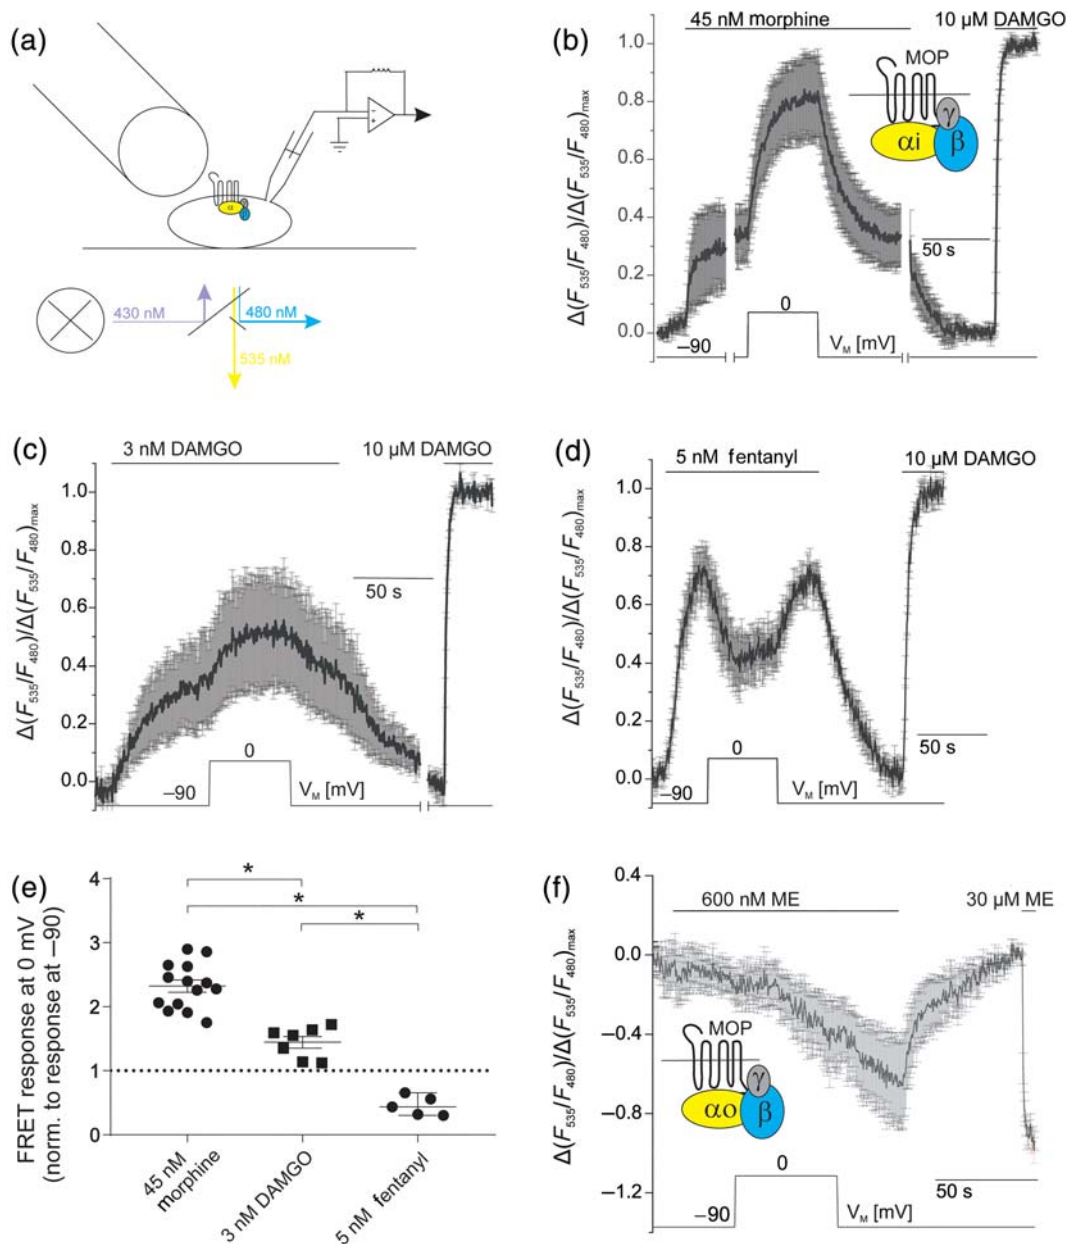 (a)
α
430 nM
480 nM
535 nM
(b)
45 nM morphine
10 µM DAMGO
Δ(F535/F480)/Δ(F535/F480)max
1.0
0.8
0.6
0.4
0.2
0.0
MOP
αi
γ
β
50 s
0
−90
VM [mV]
(c)
3 nM DAMGO
10 µM DAMGO
Δ(F535/F480)/Δ(F535/F480)max
1.0
0.8
0.6
0.4
0.2
0.0
50 s
0
−90
VM [mV]
(d)
5 nM fentanyl
10 µM DAMGO
Δ(F535/F480)/Δ(F535/F480)max
1.0
0.8
0.6
0.4
0.2
0.0
50 s
0
−90
VM [mV]
(e)
FRET response at 0 mV
(norm. to response at −90)
4
3
2
1
0
*
*
*
45 nM
morphine
3 nM DAMGO
5 nM fentanyl
(f)
600 nM ME
30 µM ME
Δ(F535/F480)/Δ(F535/F480)max
0.4
0.0
−0.4
−0.8
−1.2
MOP
αo
γ
β
0
50 s
−90
VM [mV]